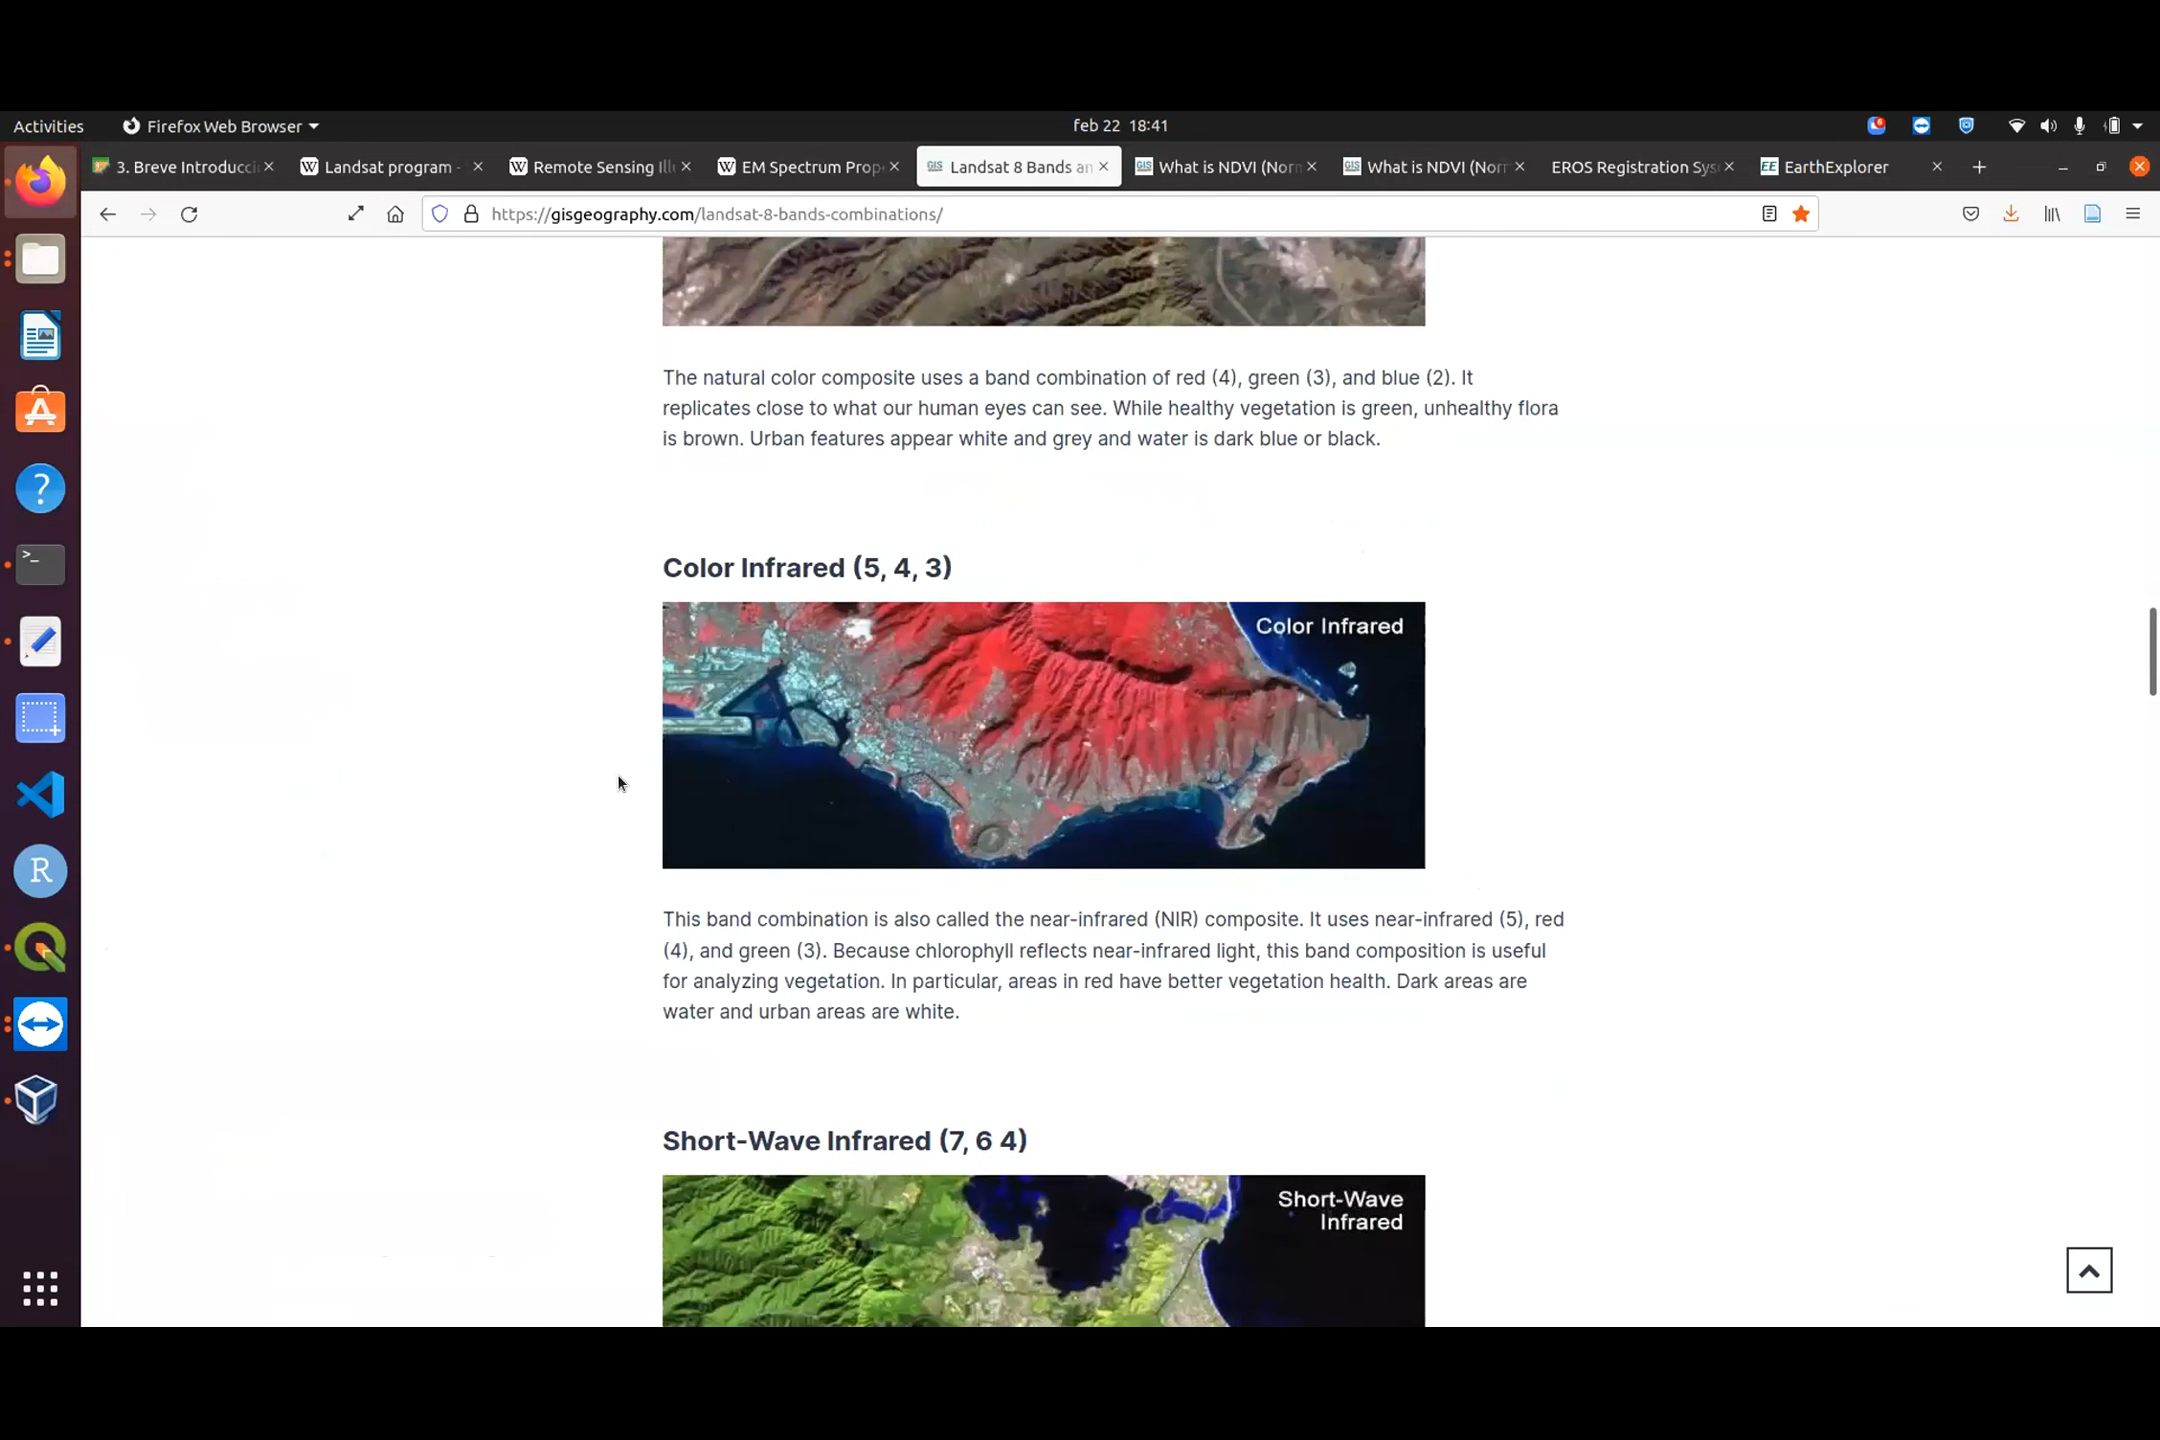 Activities
Firefox Web Browser
feb 22 18:41
3. Breve Introducci
Landsat program -
Remote Sensing Ill
EM Spectrum Prop
GIS
Landsat 8 Bands an
GIS
What is NDVI (Norm
GIS
What is NDVI (Norm
EROS Registration Sys
EE
EarthExplorer
https://gisgeography.com/landsat-8-bands-combinations/
The natural color composite uses a band combination of red (4), green (3), and blue (2). It
replicates close to what our human eyes can see. While healthy vegetation is green, unhealthy flora
is brown. Urban features appear white and grey and water is dark blue or black.
Color Infrared (5, 4, 3)
Color Infrared
This band combination is also called the near-infrared (NIR) composite. It uses near-infrared (5), red
(4), and green (3). Because chlorophyll reflects near-infrared light, this band composition is useful
for analyzing vegetation. In particular, areas in red have better vegetation health. Dark areas are
water and urban areas are white.
Short-Wave Infrared (7, 6 4)
Short-Wave
Infrared